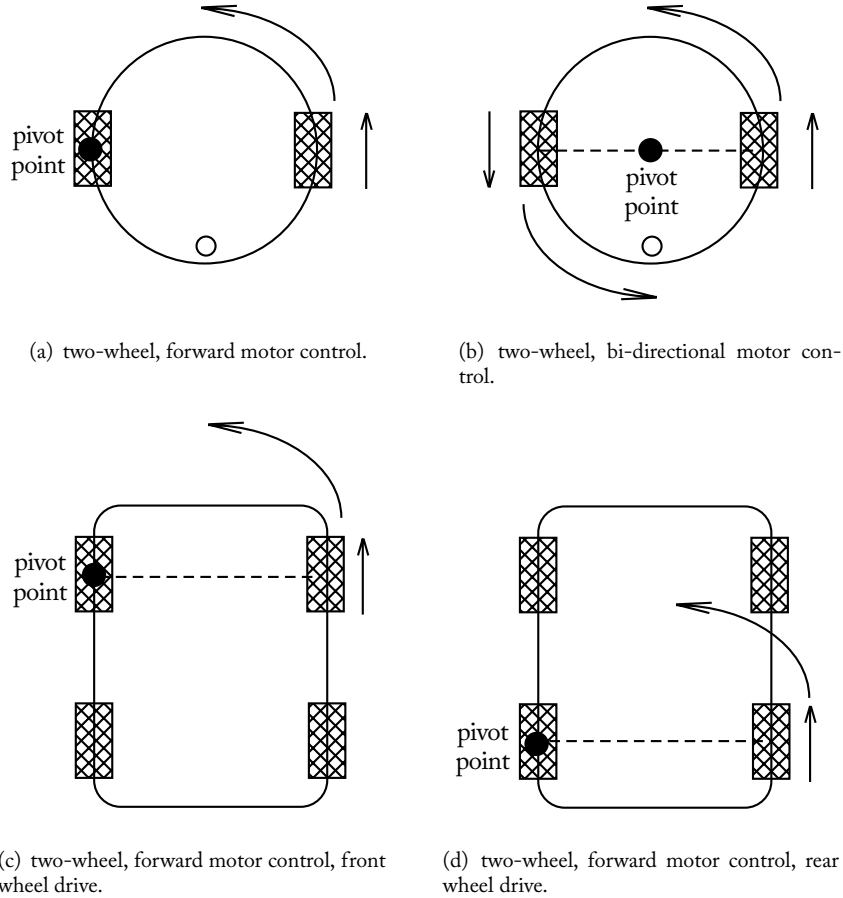 pivot
point
pivot
point
(a) two-wheel, forward motor control.
(b) two-wheel, bi-directional motor con-
trol.
pivot
point
pivot
point
(c) two-wheel, forward motor control, front
wheel drive.
(d) two-wheel, forward motor control, rear
wheel drive.